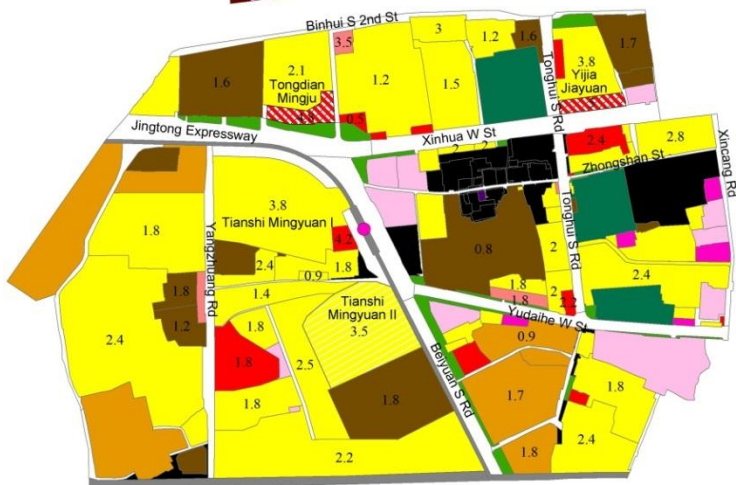 Binhui S 2nd St
3.5
3
1.2
1.6
1.7
1.6
2.1
Tongdian
Mingju
1.2
1.5
Tonghui S Rd
3.8
Yijia
Jiayuan
0.5
Jingtong Expressway
Xinhua W St
2
2
2.4
2.8
Zhongshan St
Xincang Rd
3.8
Tianshi Mingyuan I
1.8
Yangzhuang Rd
4.2
2.4
0.9
1.8
0.8
Tonghui S Rd
2
2.4
1.8
1.8
2
2.2
1.8
1.2
1.4
Tianshi
Mingyuan II
3.5
Yudaihe W St
2.4
1.8
2.5
1.8
1.8
1.8
Beiyuan S Rd
0.9
1.7
1.8
1.8
2.4
2.2